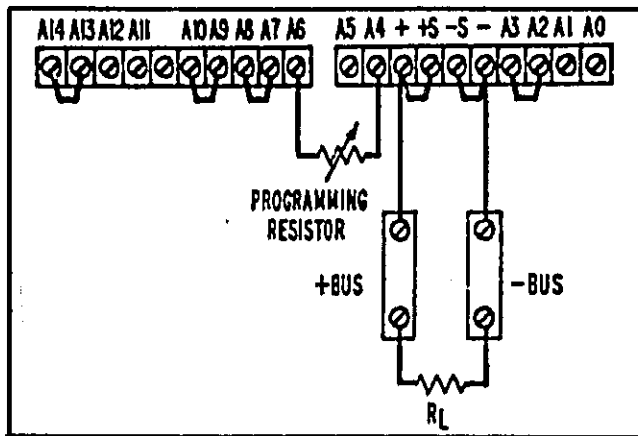 A14 A13 A12 A11 A10 A9 A8 A7 A6 A5 A4 + +S -S - A3 A2 A1 A0
PROGRAMMING
RESISTOR
+BUS -BUS
RL